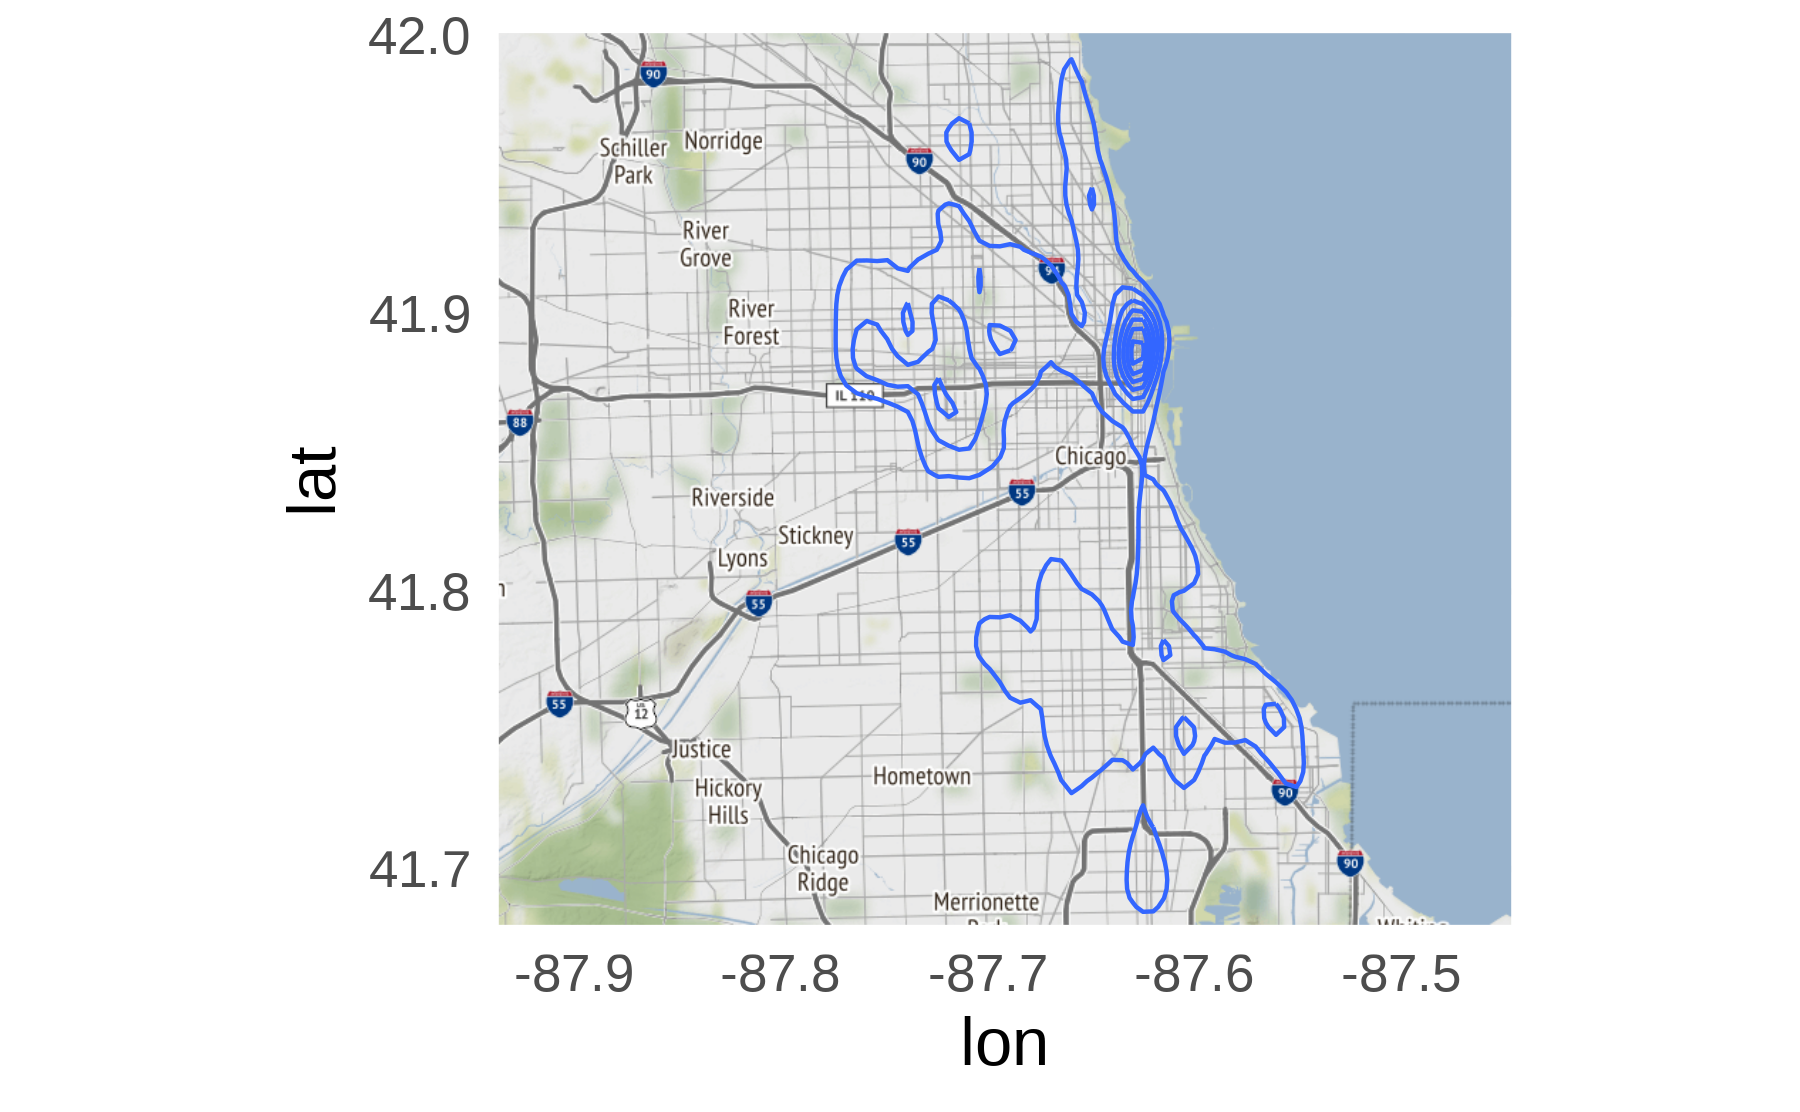 42.0
41.9
41.8
41.7
lat
-87.9
-87.8
-87.7
-87.6
-87.5
lon
90
Schiller
Park
Norridge
90
River
Grove
94
River
Forest
IL 110
88
Chicago
55
Riverside
Stickney
55
Lyons
55
55
US
12
Justice
Hometown
Hickory
Hills
90
Chicago
Ridge
90
Merrionette